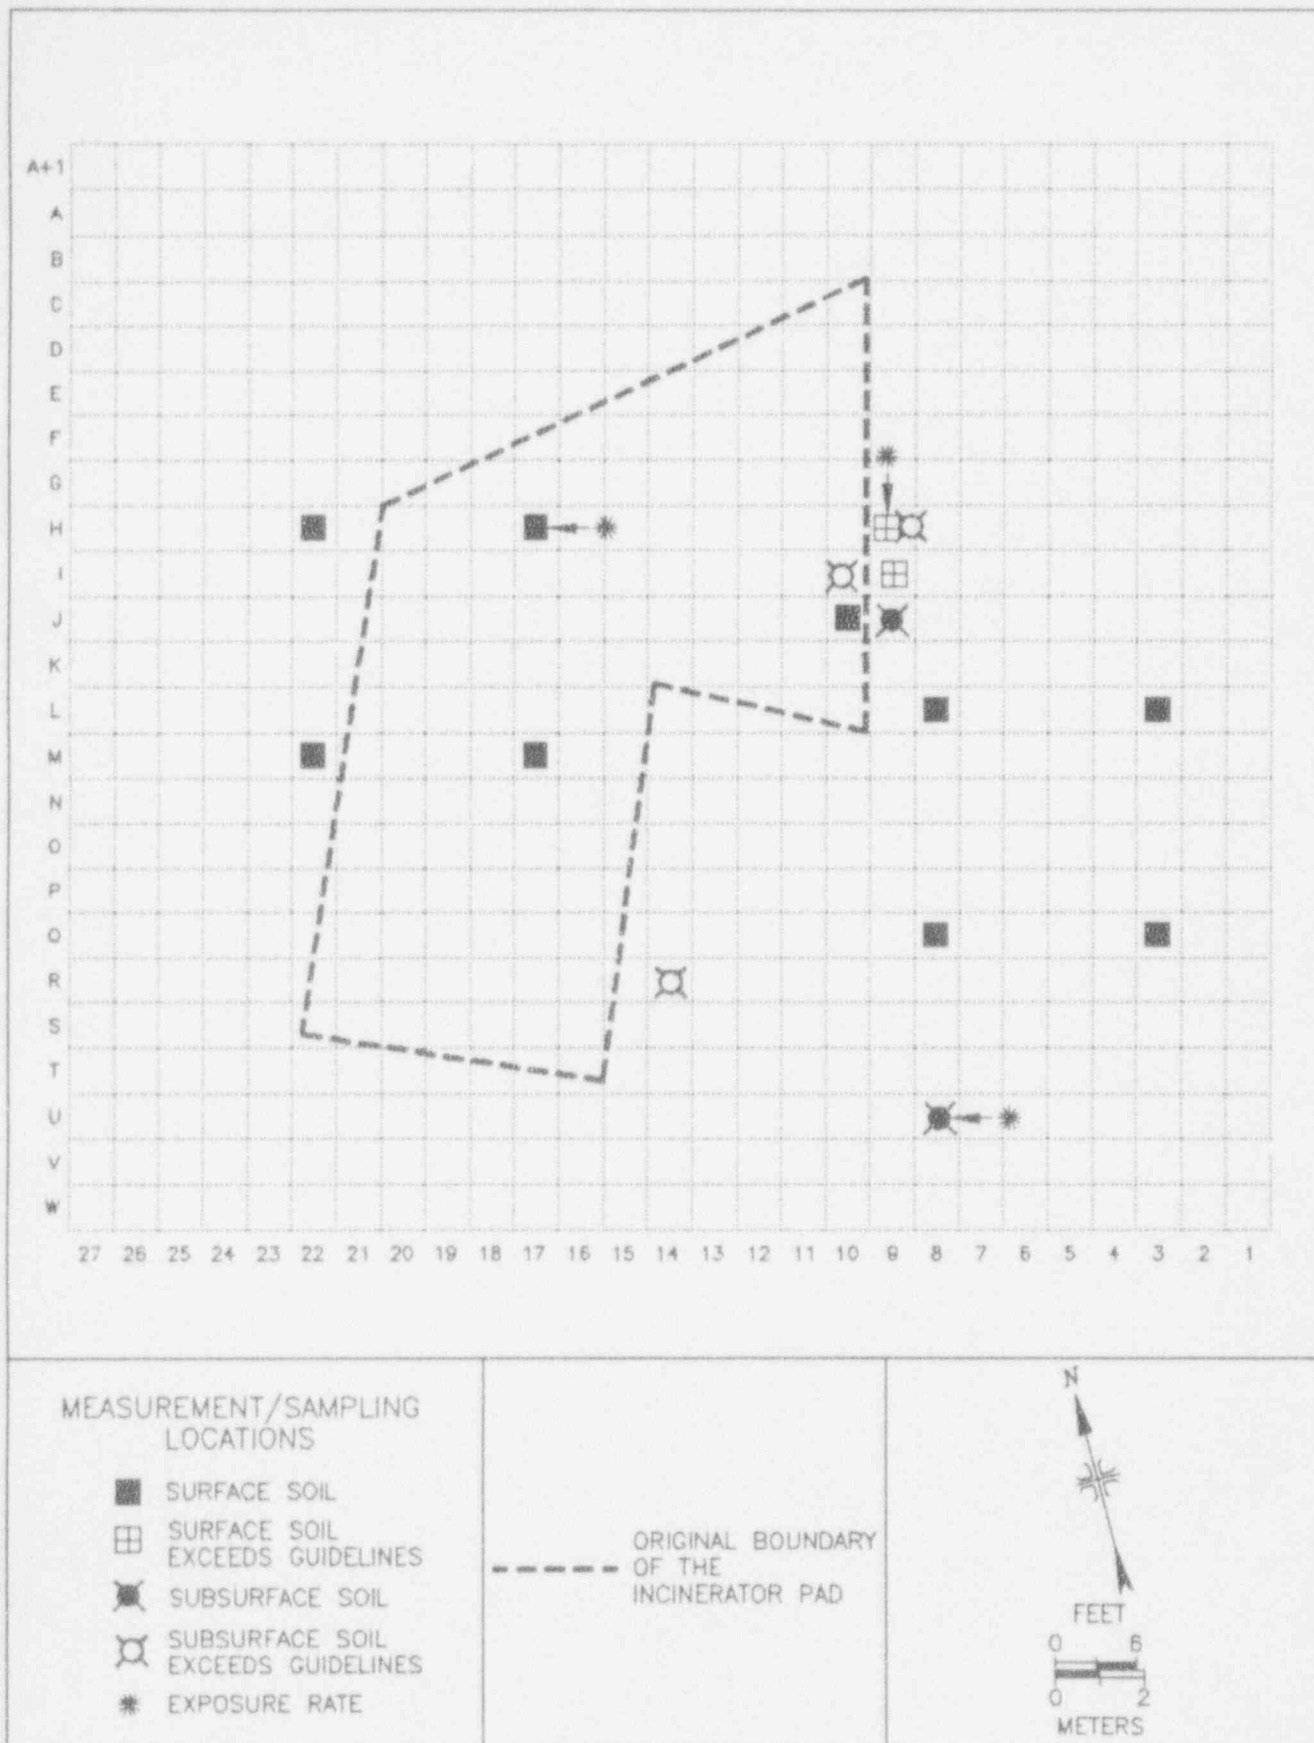 A+1
A
B
C
D
E
F
G
H
I
J
K
L
M
N
O
P
Q
R
S
T
U
V
W
27 26 25 24 23 22 21 20 19 18 17 16 15 14 13 12 11 10 9 8 7 6 5 4 3 2 1
MEASUREMENT/SAMPLING
LOCATIONS
SURFACE SOIL
SURFACE SOIL
EXCEEDS GUIDELINES
SUBSURFACE SOIL
SUBSURFACE SOIL
EXCEEDS GUIDELINES
EXPOSURE RATE
ORIGINAL BOUNDARY
OF THE
INCINERATOR PAD
N
FEET
0 6
0 2
METERS